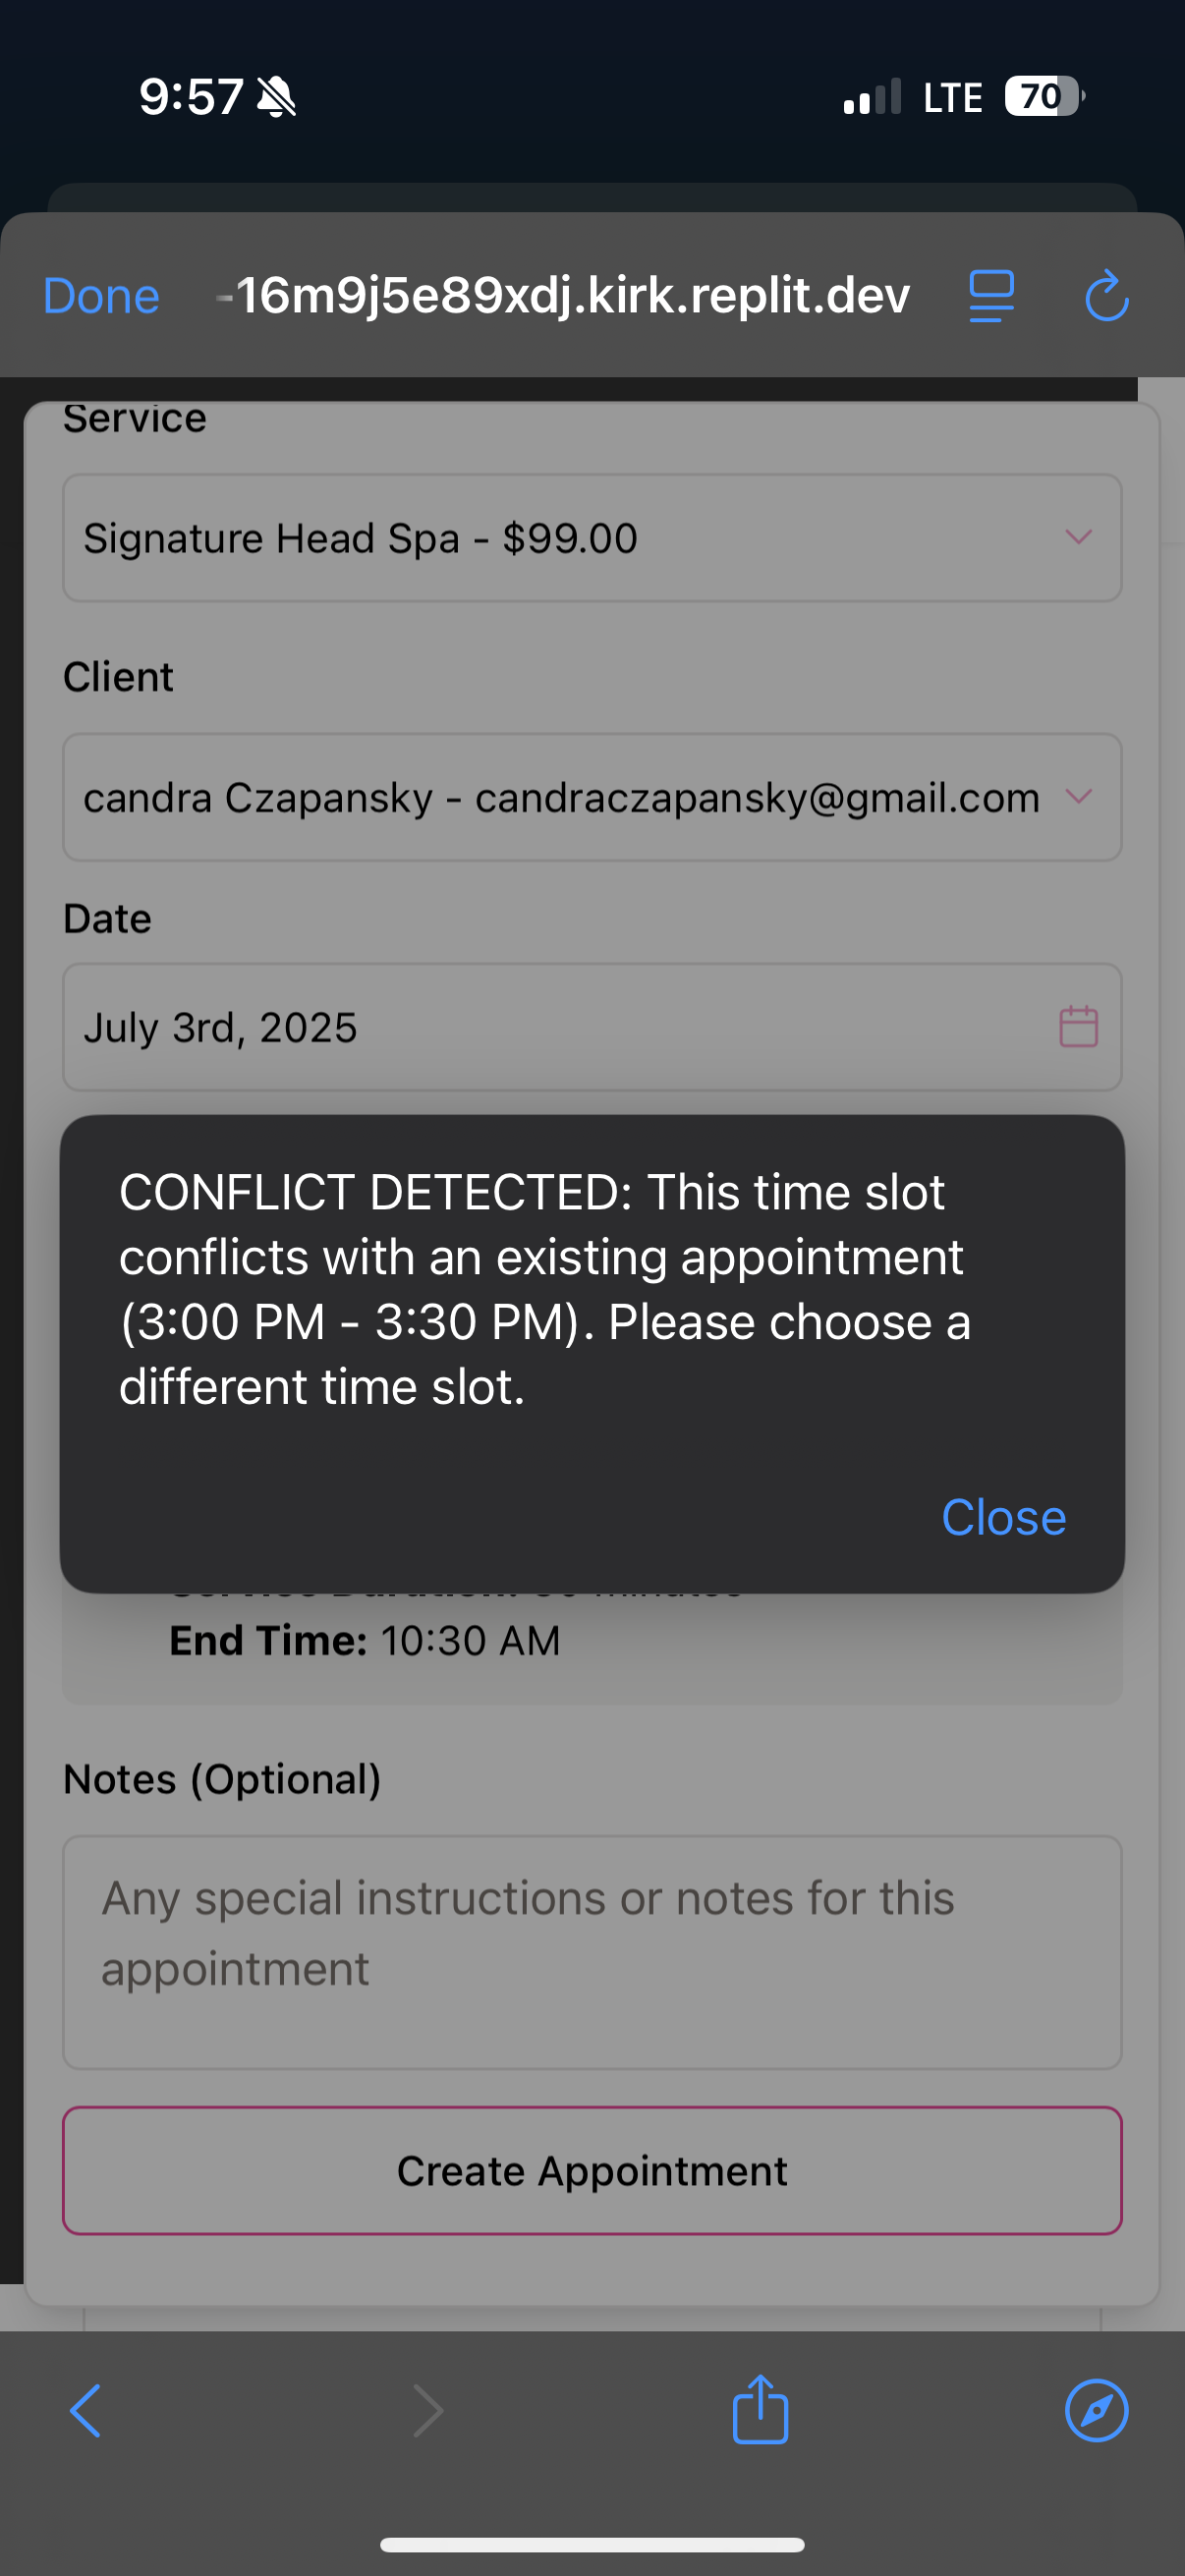 9:57
LTE 70
Done
-16m9j5e89xdj.kirk.replit.dev
Service
Signature Head Spa - $99.00
Client
candra Czapansky - candraczapansky@gmail.com
Date
July 3rd, 2025
CONFLICT DETECTED: This time slot
conflicts with an existing appointment
(3:00 PM - 3:30 PM). Please choose a
different time slot.
Close
End Time: 10:30 AM
Notes (Optional)
Any special instructions or notes for this
appointment
Create Appointment